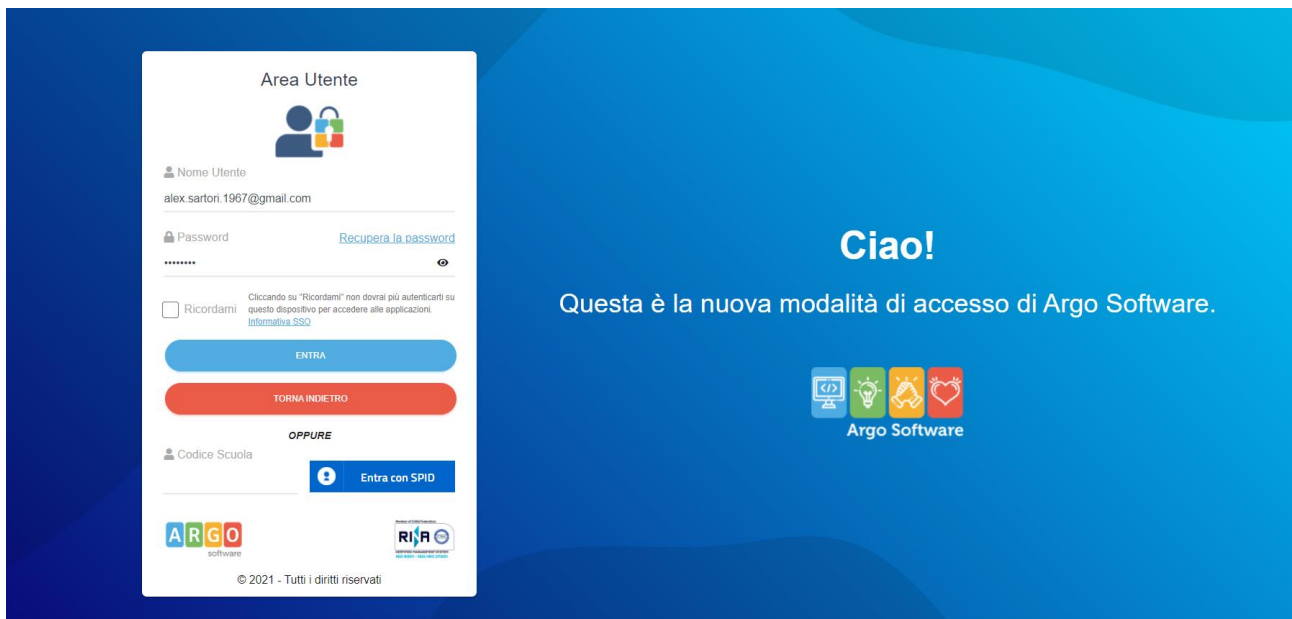 Area Utente
Nome Utente
alex.sartori.1967@gmail.com
Password
Recupera la password
••••••••
Ricordami
Cliccando su "Ricordami" non dovrai più autenticarti su
questo dispositivo per accedere alle applicazioni.
Informativa SSO
ENTRA
TORNA INDIETRO
OPPURE
Codice Scuola
Entra con SPID
ARGO
software
RINA
© 2021 - Tutti i diritti riservati
Ciao!
Questa è la nuova modalità di accesso di Argo Software.
</>
Argo Software